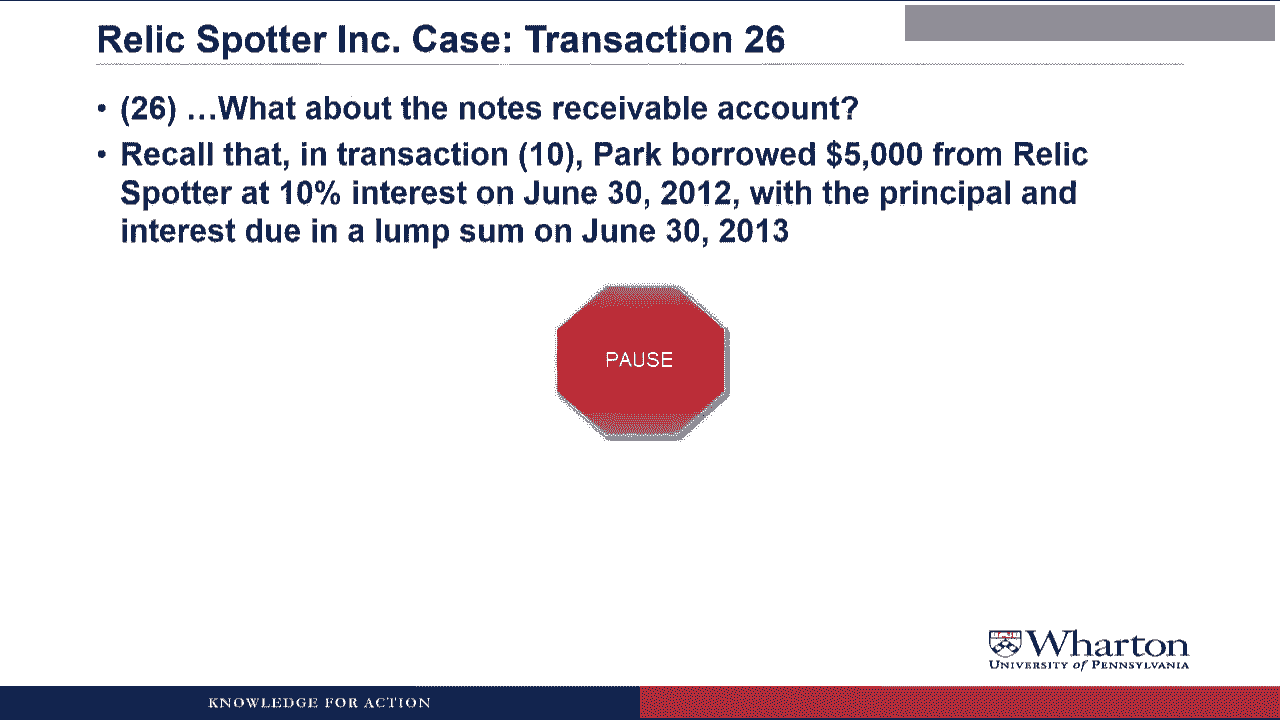 Relic Spotter Inc. Case: Transaction 26
• (26) …What about the notes receivable account?
• Recall that, in transaction (10), Park borrowed $5,000 from Relic
Spotter at 10% interest on June 30, 2012, with the principal and
interest due in a lump sum on June 30, 2013
PAUSE
Wharton
UNIVERSITY of PENNSYLVANIA
KNOWLEDGE FOR ACTION